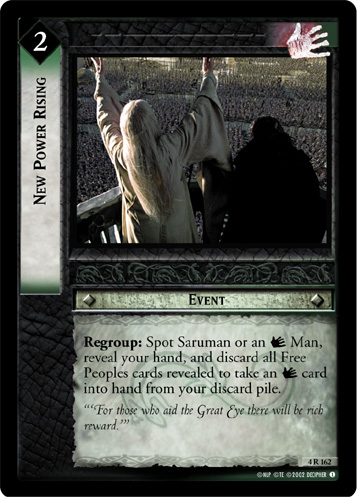 2
New Power Rising
Event
Regroup: Spot Saruman or an Man,
reveal your hand, and discard all Free
Peoples cards revealed to take an card
into hand from your discard pile.
“‘For those who aid the Great Eye there will be rich
reward.’”
4 R 162
©NLP ©TE ©2002 DECIPHER